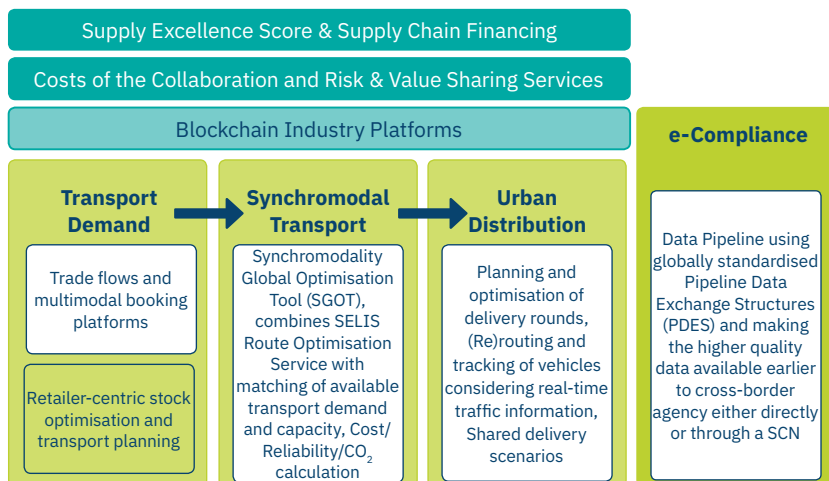 Supply Excellence Score & Supply Chain Financing
Costs of the Collaboration and Risk & Value Sharing Services
Blockchain Industry Platforms
Transport
Demand
Trade flows and
multimodal booking
platforms
Retailer-centric stock
optimisation and
transport planning
Synchromodal
Transport
Synchromodality
Global Optimisation
Tool (SGOT),
combines SELIS
Route Optimisation
Service with
matching of available
transport demand
and capacity, Cost/
Reliability/CO₂
calculation
Urban
Distribution
Planning and
optimisation of
delivery rounds,
(Re)routing and
tracking of vehicles
considering real-time
traffic information,
Shared delivery
scenarios
e-Compliance
Data Pipeline using
globally standardised
Pipeline Data
Exchange Structures
(PDES) and making
the higher quality
data available earlier
to cross-border
agency either directly
or through a SCN